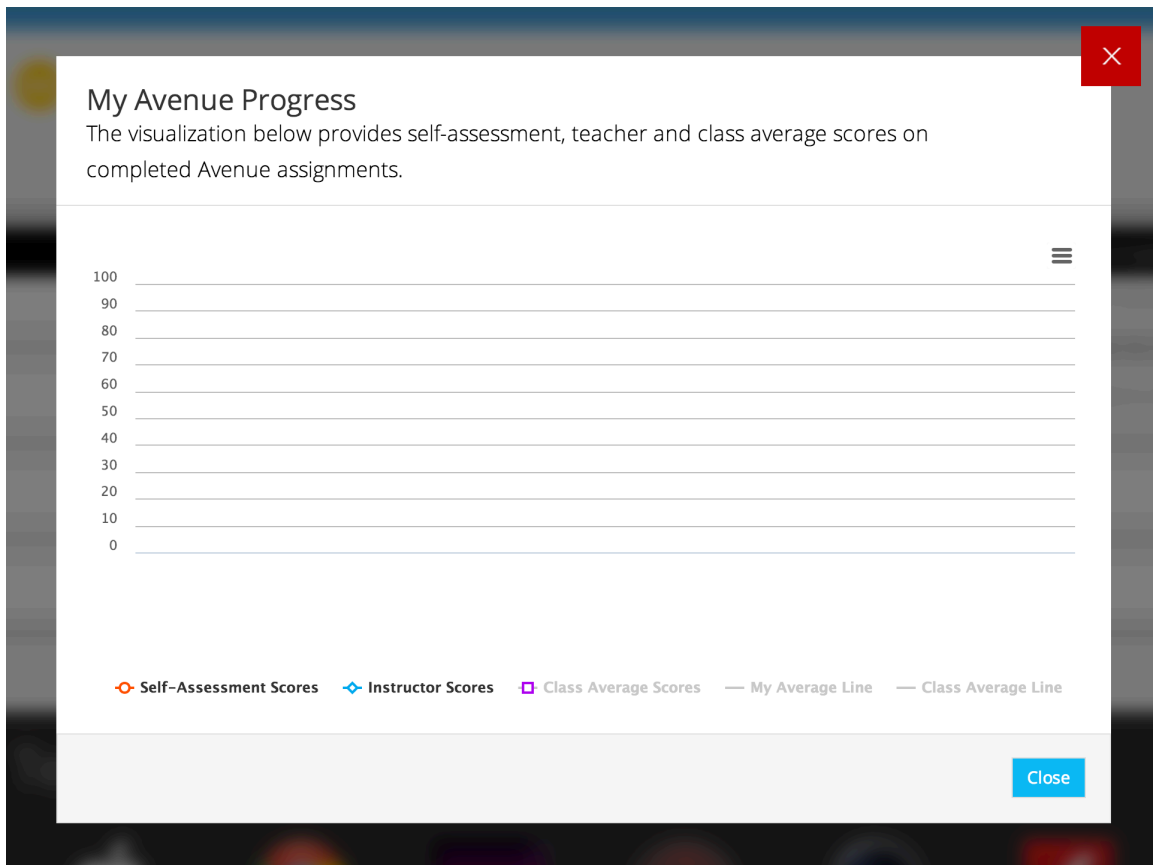 My Avenue Progress
The visualization below provides self-assessment, teacher and class average scores on
completed Avenue assignments.
100
90
80
70
60
50
40
30
20
10
0
Self-Assessment Scores Instructor Scores Class Average Scores My Average Line Class Average Line
Close